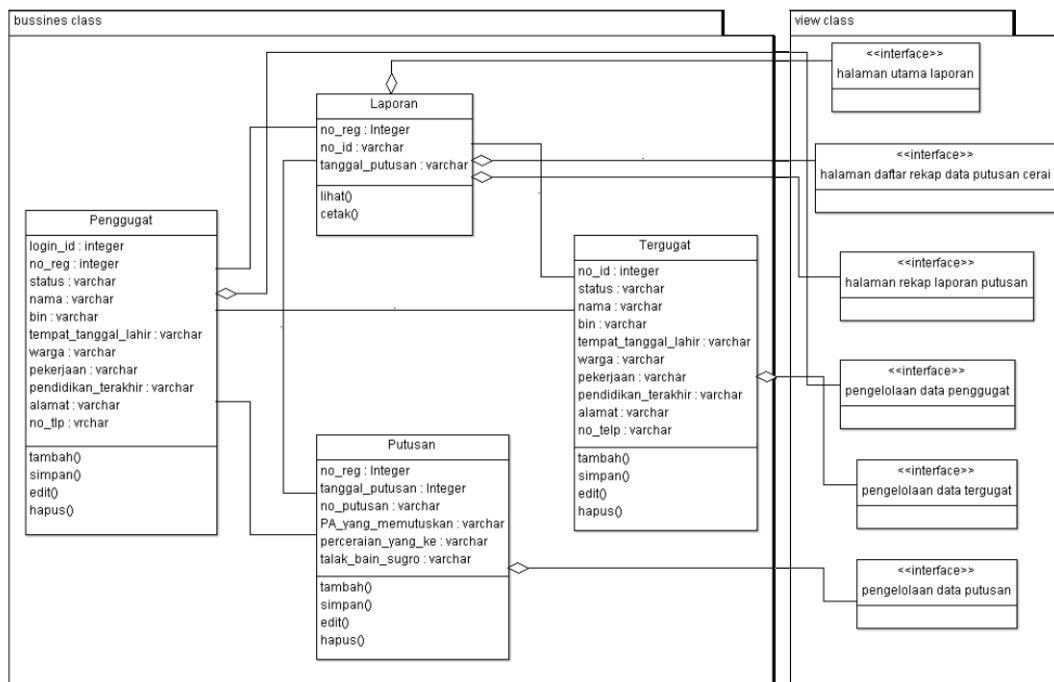 bussines class
view class
Laporan
no_reg : Integer
no_id : varchar
tanggal_putusan : varchar
lihat()
cetak()
Penggugat
login_id : integer
no_reg : integer
status : varchar
nama : varchar
bin : varchar
tempat_tanggal_lahir : varchar
warga : varchar
pekerjaan : varchar
pendidikan_terakhir : varchar
alamat : varchar
no_tlp : vrchar
tambah()
simpan()
edit()
hapus()
Tergugat
no_id : integer
status : varchar
nama : varchar
bin : varchar
tempat_tanggal_lahir : varchar
warga : varchar
pekerjaan : varchar
pendidikan_terakhir : varchar
alamat : varchar
no_telp : varchar
tambah()
simpan()
edit()
hapus()
Putusan
no_reg : Integer
tanggal_putusan : Integer
no_putusan : varchar
PA_yang_memutuskan : varchar
perceraian_yang_ke : varchar
talak_bain_sugro : varchar
tambah()
simpan()
edit()
hapus()
<<interface>>
halaman utama laporan
<<interface>>
halaman daftar rekap data putusan cerai
<<interface>>
halaman rekap laporan putusan
<<interface>>
pengelolaan data penggugat
<<interface>>
pengelolaan data tergugat
<<interface>>
pengelolaan data putusan